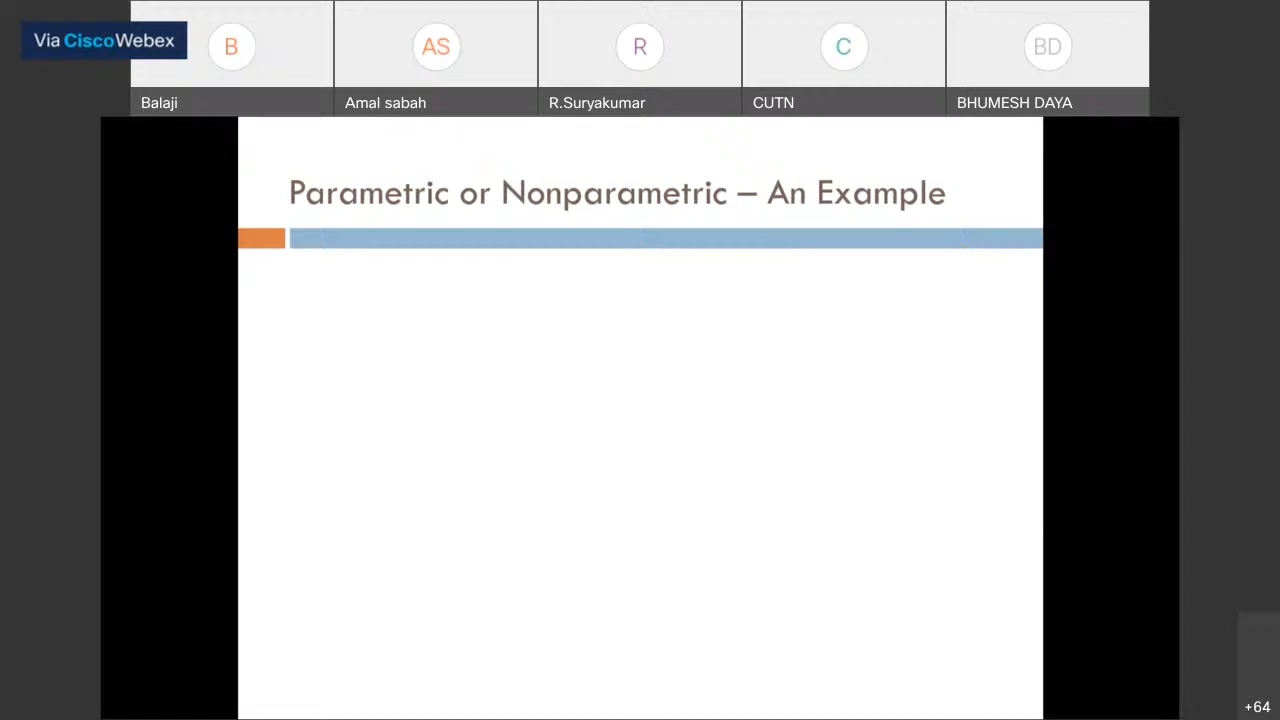 Via CiscoWebex
B
AS
R
C
BD
Balaji
Amal sabah
R.Suryakumar
CUTN
BHUMESH DAYA
Parametric or Nonparametric – An Example
+64